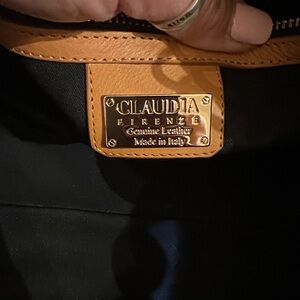 CLAUDIA
FIRENZE
Genuine Leather
Made in Italy